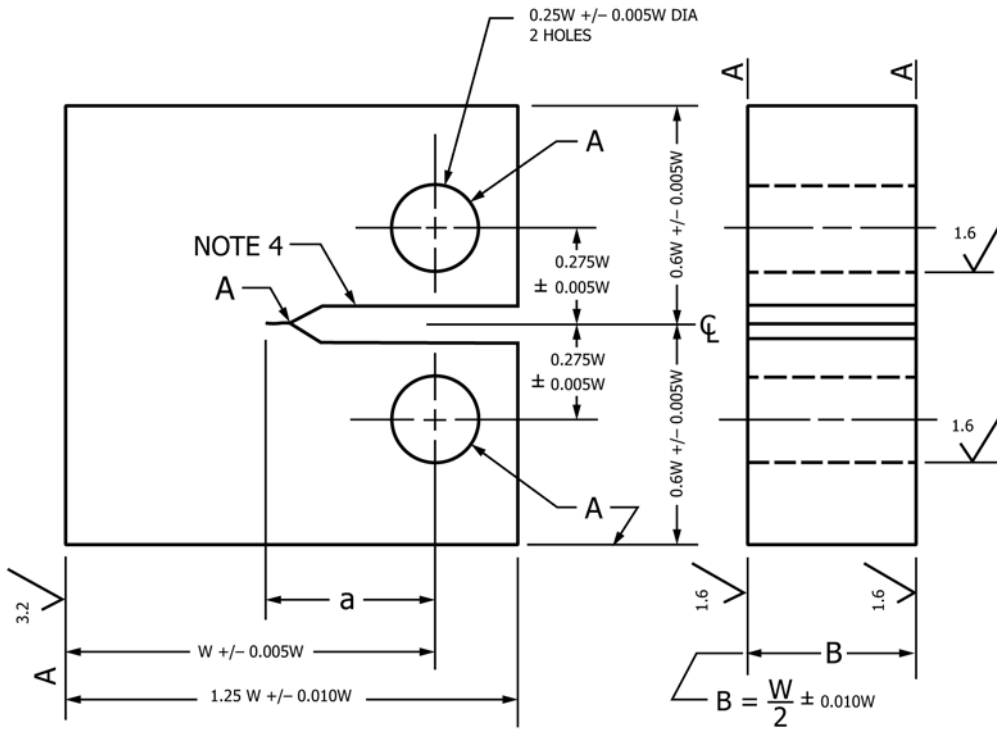 0.25W +/− 0.005W DIA
2 HOLES
A
A
A
NOTE 4
A
0.275W
± 0.005W
0.6W +/− 0.005W
1.6
℄
0.275W
± 0.005W
0.6W +/− 0.005W
1.6
A
3.2
a
1.6
1.6
W +/− 0.005W
B
A
1.25 W +/− 0.010W
B = W/2 ± 0.010W